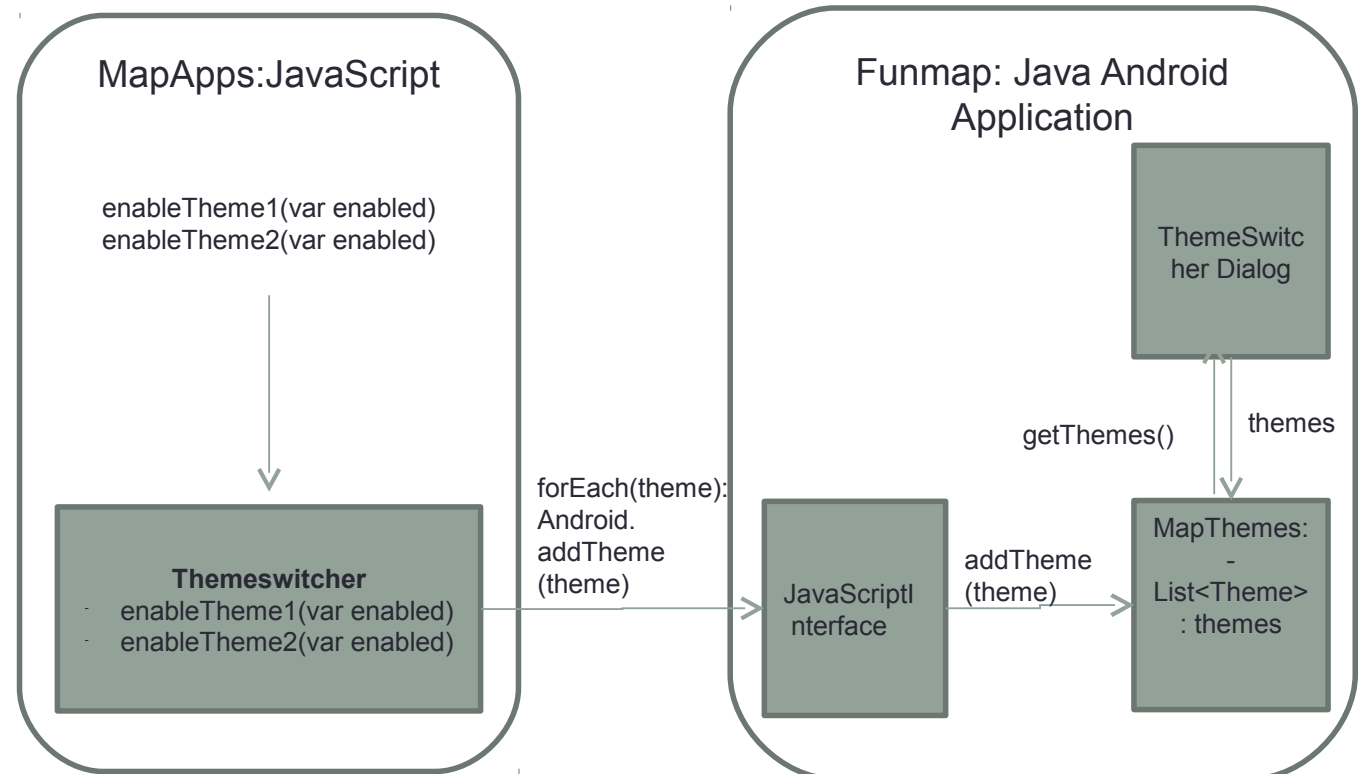 MapApps:JavaScript
enableTheme1(var enabled)
enableTheme2(var enabled)
Themeswitcher
- enableTheme1(var enabled)
- enableTheme2(var enabled)
forEach(theme):
Android.
addTheme
(theme)
Funmap: Java Android
Application
ThemeSwitc
her Dialog
getThemes()
themes
JavaScriptI
nterface
addTheme
(theme)
MapThemes:
-
List<Theme>
: themes